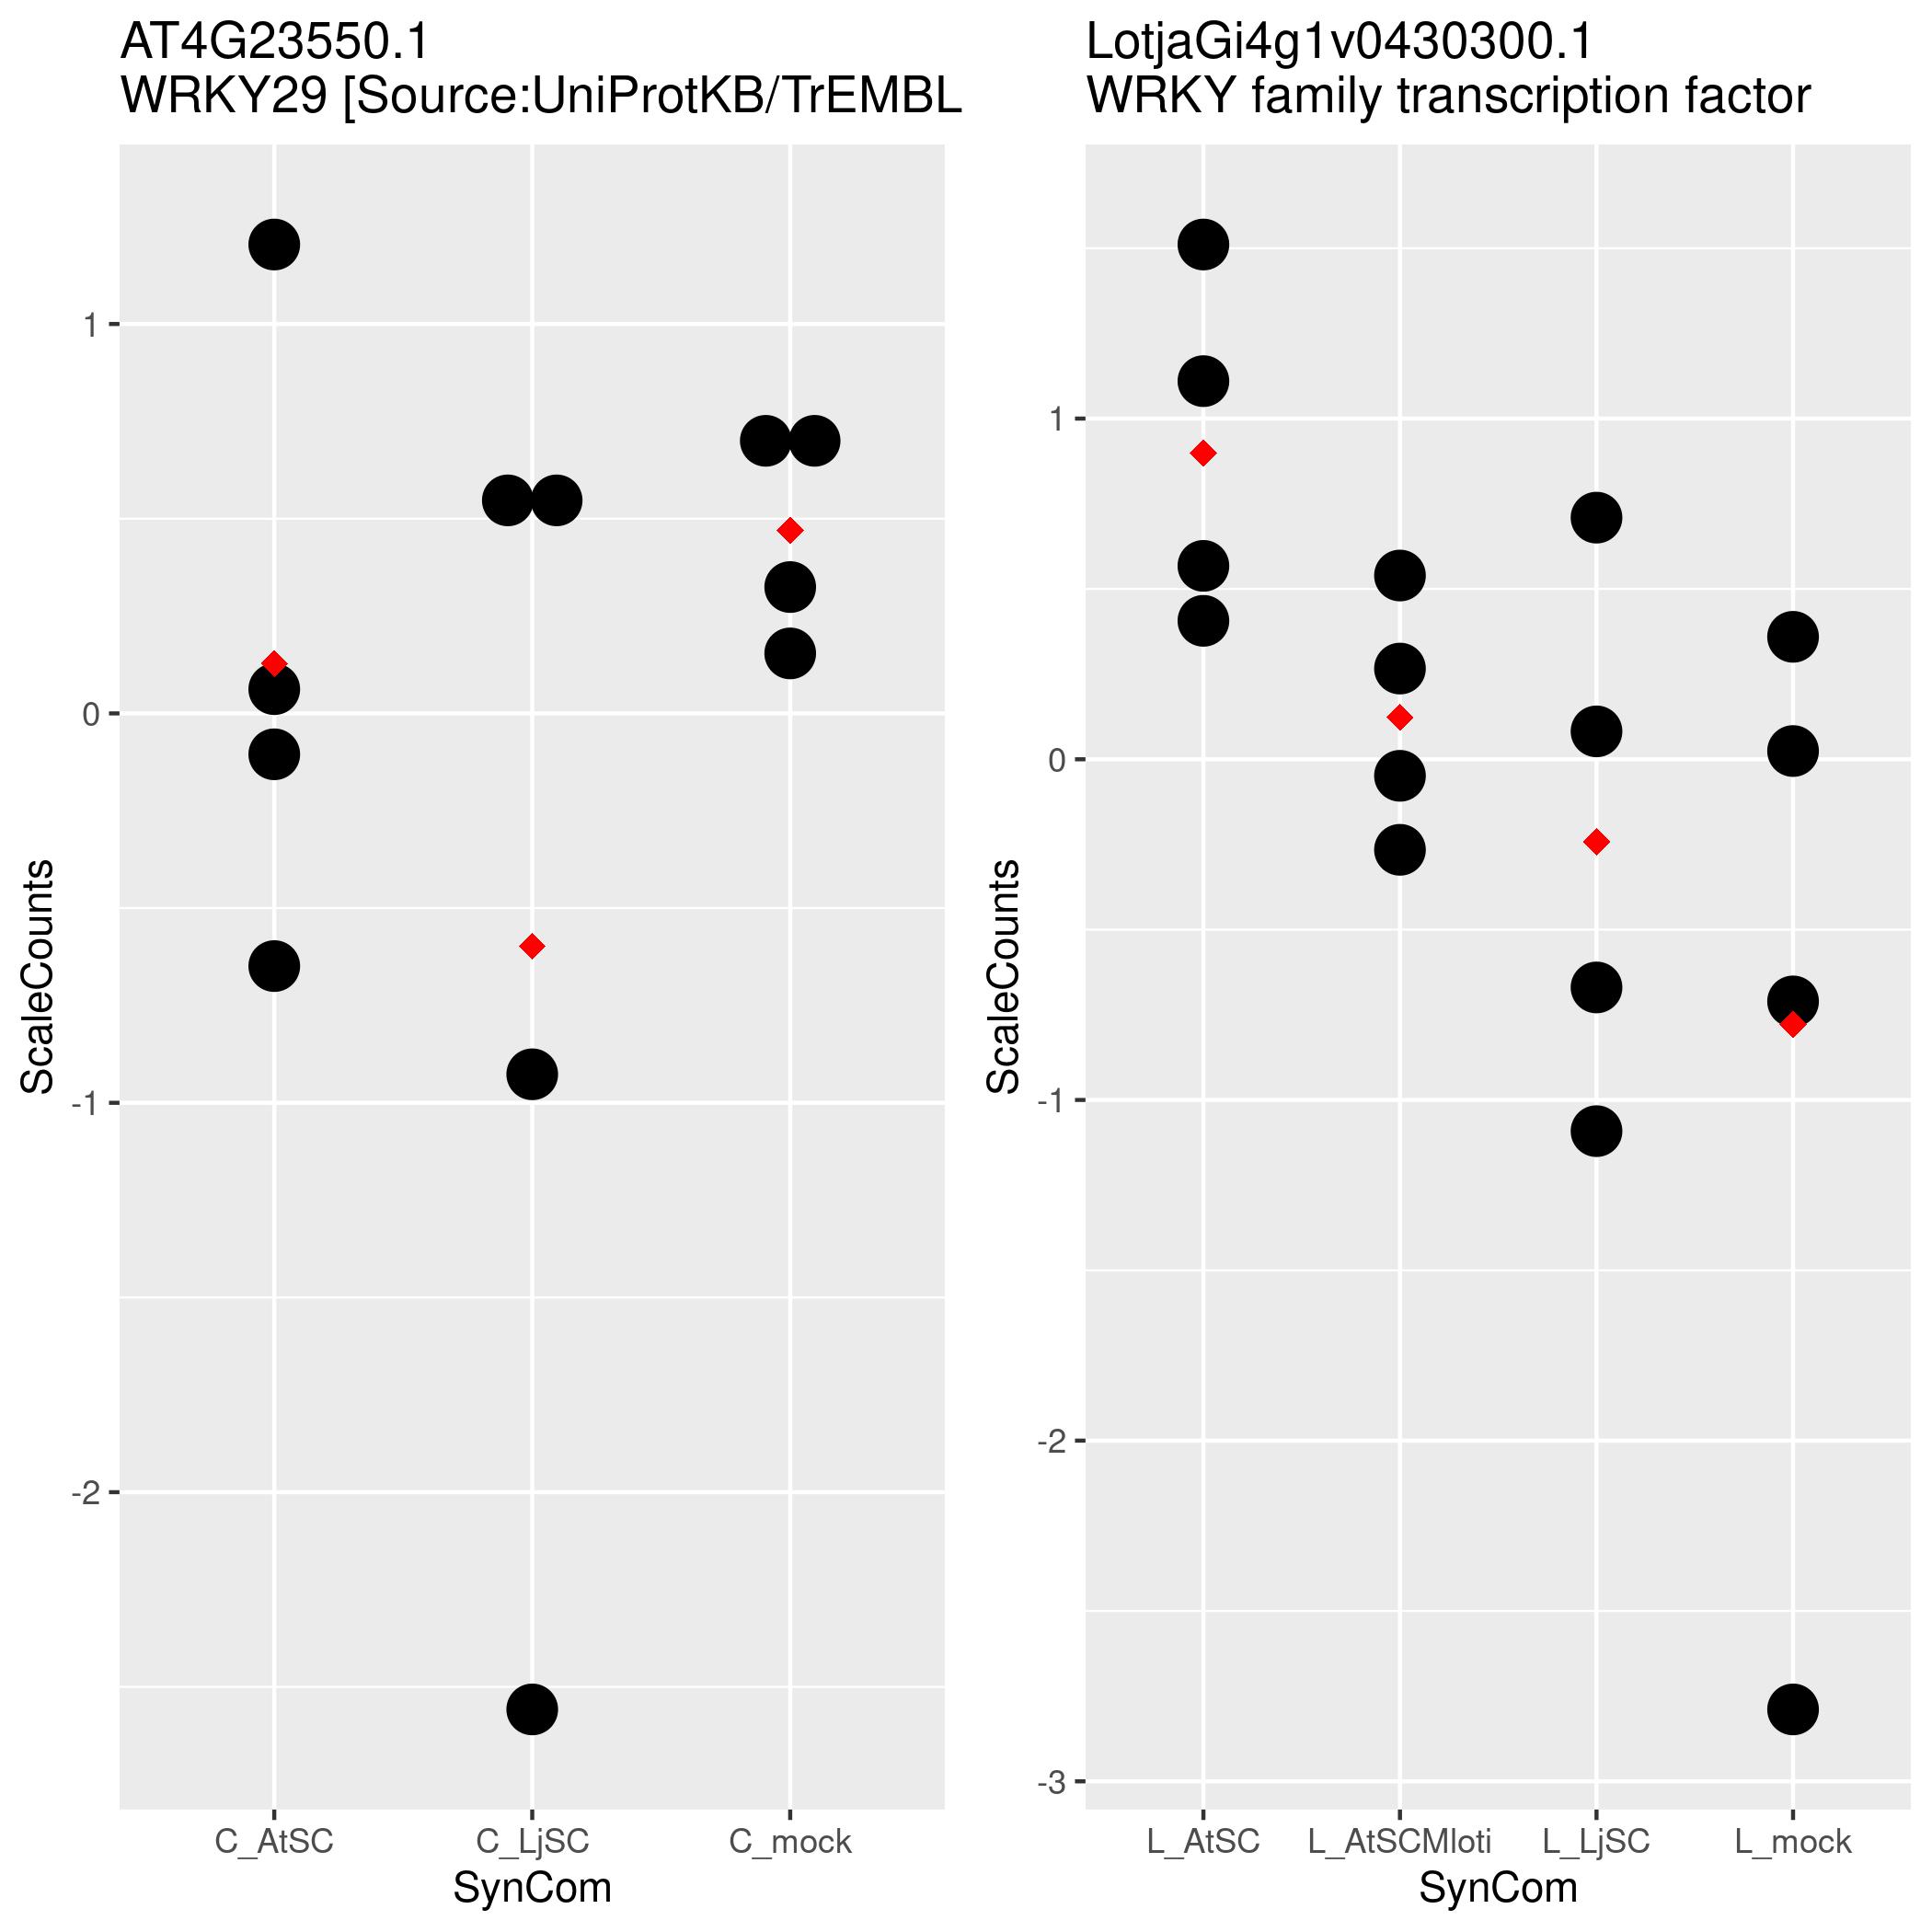 AT4G23550.1
WRKY29 [Source:UniProtKB/TrEMBL
ScaleCounts
1
0
-1
-2
C_AtSC C_LjSC C_mock
SynCom
LotjaGi4g1v0430300.1
WRKY family transcription factor
ScaleCounts
1
0
-1
-2
-3
L_AtSC L_AtSCMloti L_LjSC L_mock
SynCom